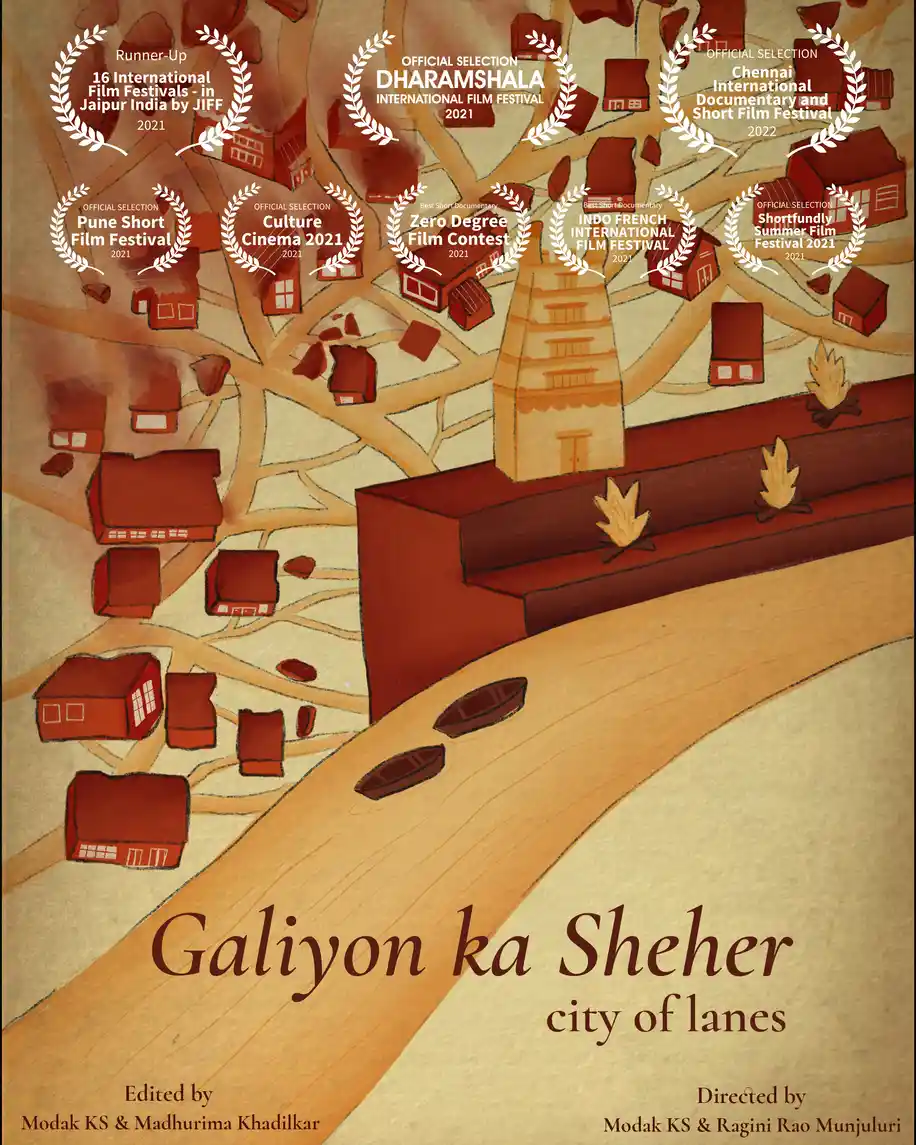 Runner-Up
16 International
Film Festivals - in
Jaipur India by JIFF
2021
OFFICIAL SELECTION
DHARAMSHALA
INTERNATIONAL FILM FESTIVAL
2021
OFFICIAL SELECTION
Chennai
International
Documentary and
Short Film Festival
2022
OFFICIAL SELECTION
Pune Short
Film Festival
2021
OFFICIAL SELECTION
Culture
Cinema 2021
2021
Best Short Documentary
Zero Degree
Film Contest
2021
Best Short Documentary
INDO FRENCH
INTERNATIONAL
FILM FESTIVAL
2021
OFFICIAL SELECTION
Shortfundly
Summer Film
Festival 2021
2021
Galiyon ka Sheher
city of lanes
Edited by
Modak KS & Madhurima Khadilkar
Directed by
Modak KS & Ragini Rao Munjuluri